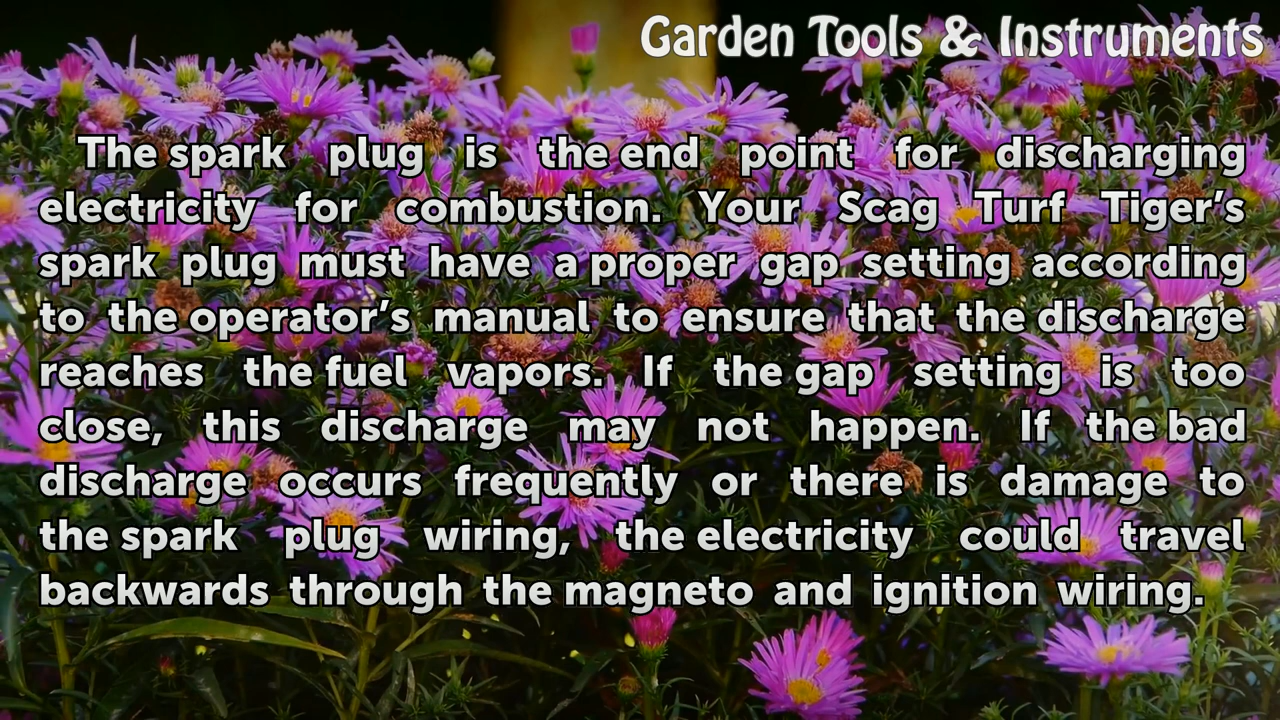 Garden Tools & Instruments
The spark plug is the end point for discharging
electricity for combustion. Your Scag Turf Tiger’s
spark plug must have a proper gap setting according
to the operator’s manual to ensure that the discharge
reaches the fuel vapors. If the gap setting is too
close, this discharge may not happen. If the bad
discharge occurs frequently or there is damage to
the spark plug wiring, the electricity could travel
backwards through the magneto and ignition wiring.